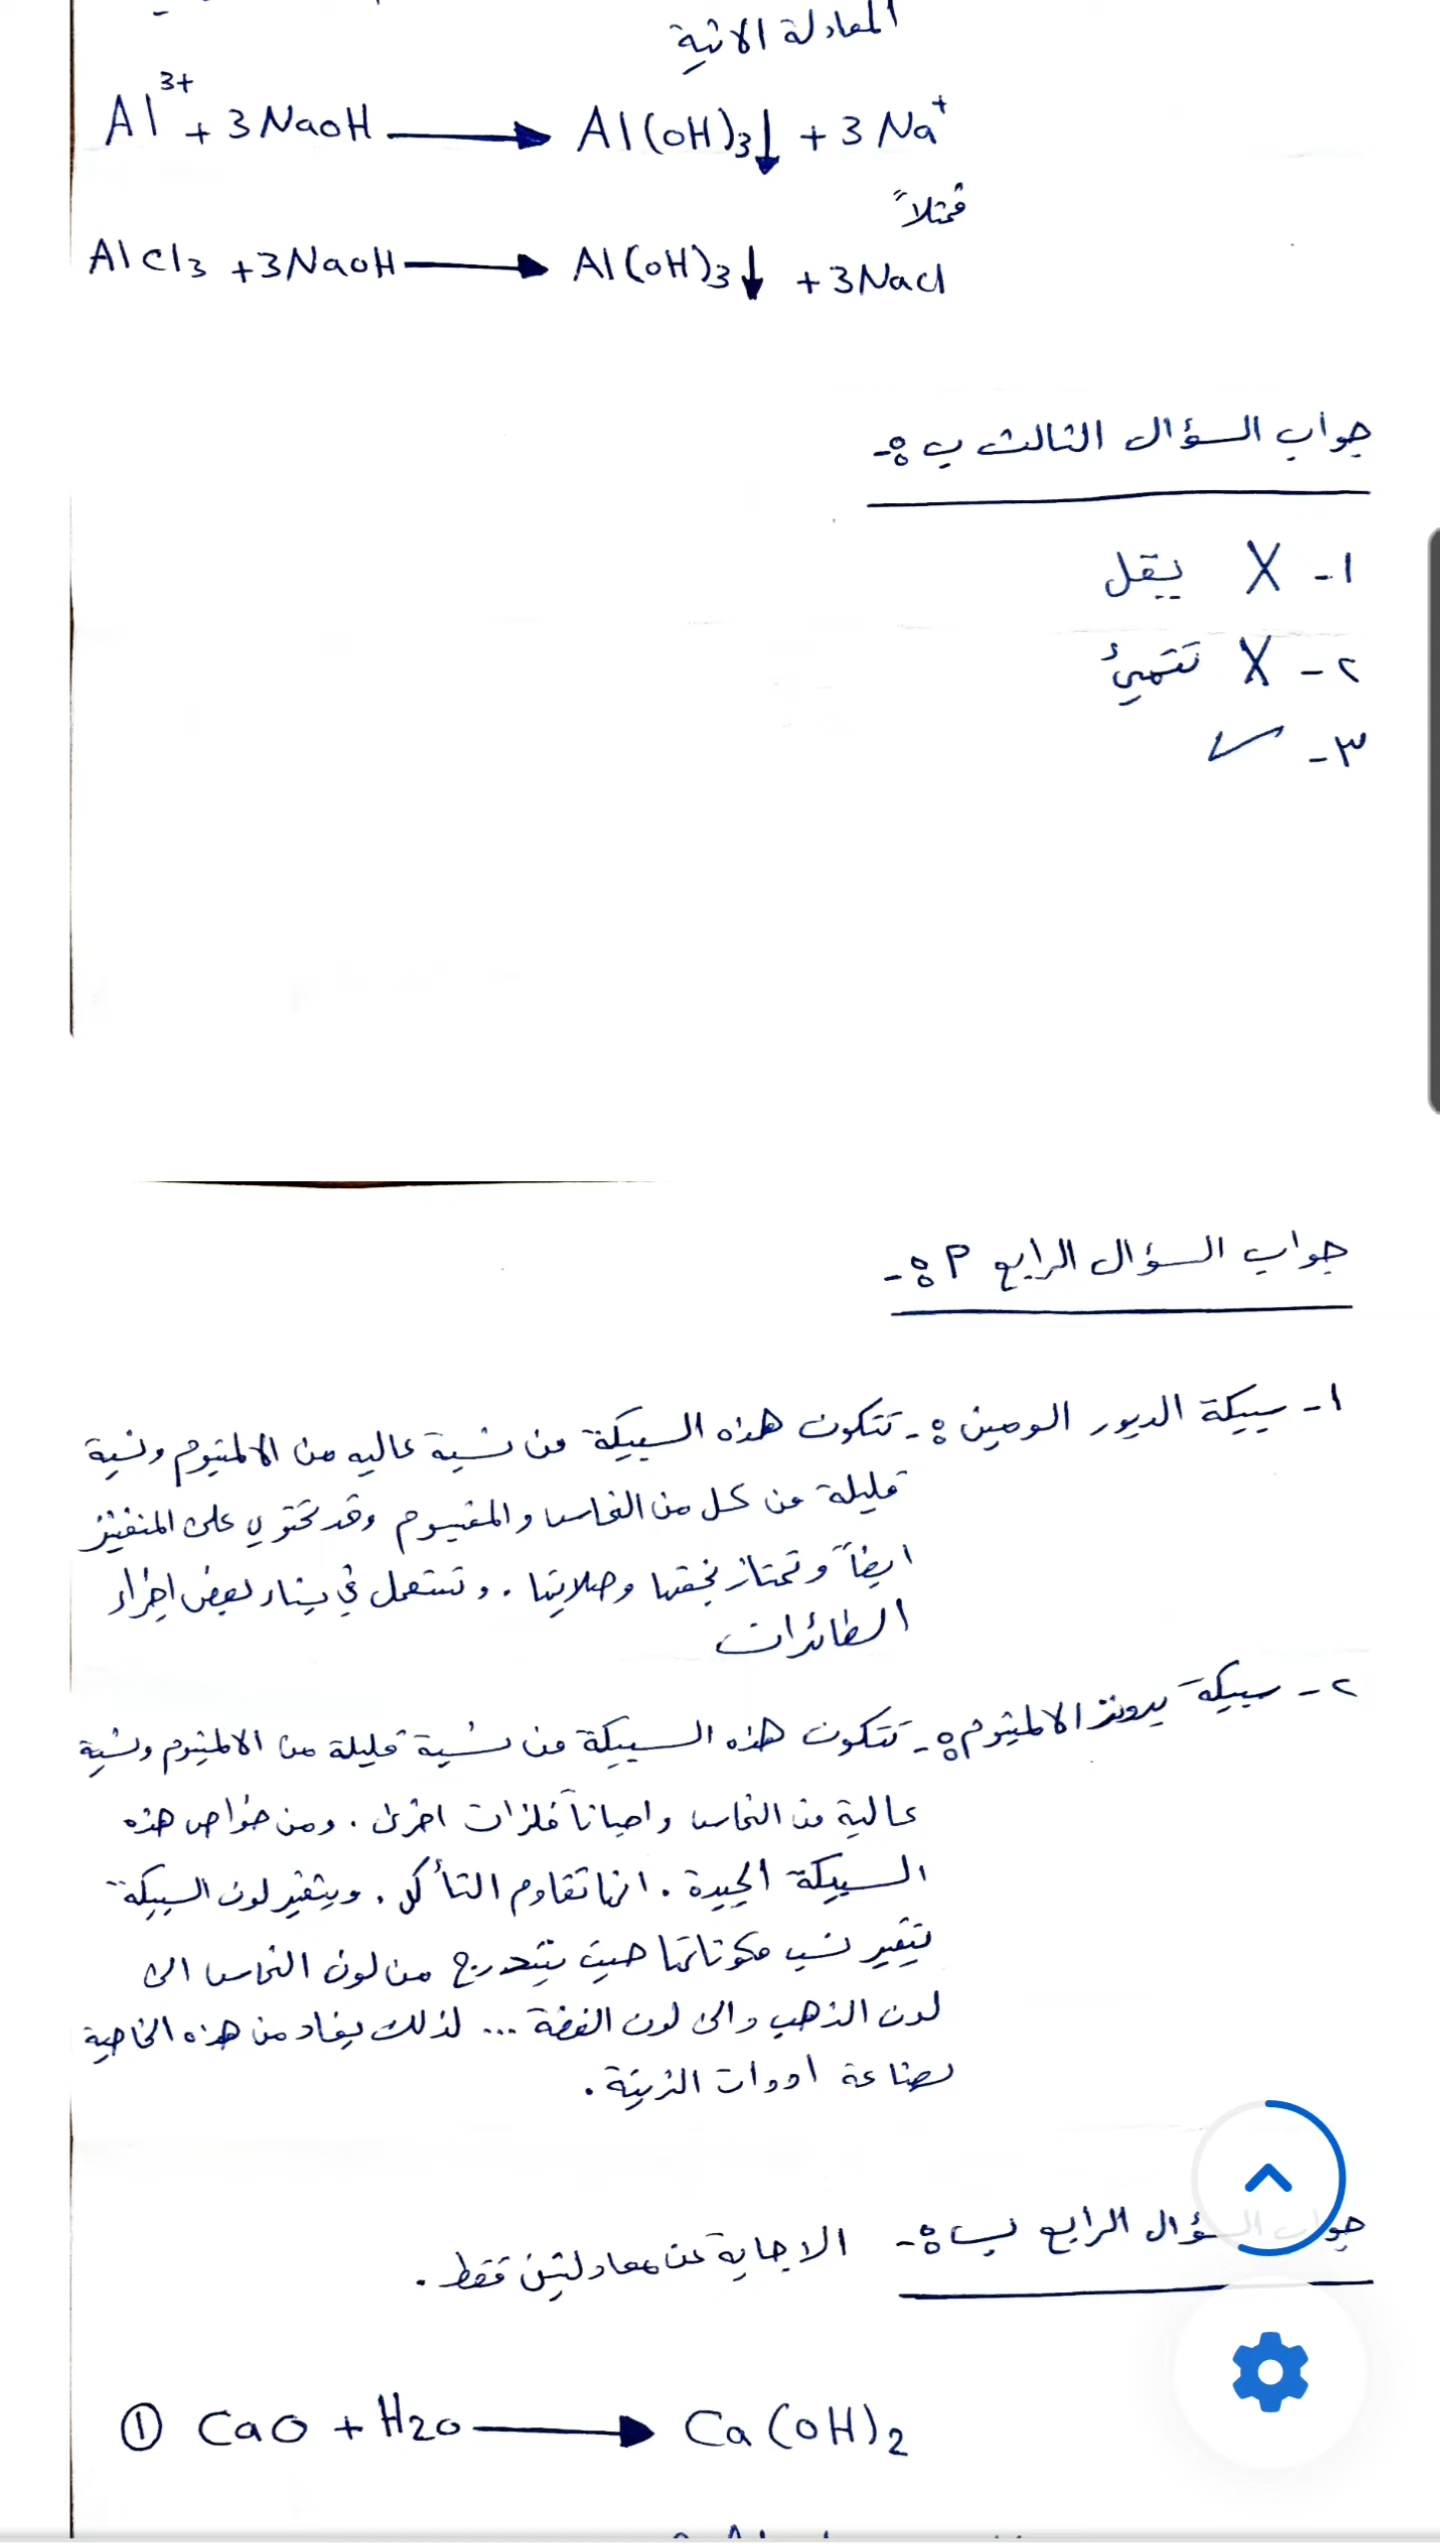 المعادلة الاتية
Al³⁺ + 3NaOH → Al(OH)3↓ + 3Na⁺
فمثلاً
AlCl3 + 3NaOH → Al(OH)3↓ + 3NaCl
جواب السؤال الثالث ب :-
١- X يقل
٢- X تتميئ
٣- ✓
جواب السؤال الرابع P :-
١- سبيكة الديور الومين :- تتكون هذه السبيكة من نسبة عاليه من الالمنيوم ونسبة
قليلة من كل من النحاس والمغنيسوم وقد تحتوي على المنغنيز
ايضاً وتمتاز بخفتها وصلابتها . وتستعمل في بناء بعض اجزاء
الطائرات
٢- سبيكة برونز الالمنيوم :- تتكون هذه السبيكة من نسبة قليلة من الالمنيوم ونسبة
عالية من النحاس واحياناً فلزات اخرى . ومن خواص هذه
السبيكة الجيدة . انها تقاوم التأكل . ويتغير لون السبيكة
بتغير نسب مكوناتها حيث يتدرج من لون النحاس الى
لون الذهب والى لون الفضة ... لذلك يفاد من هذه الخاصية
لصناعة ادوات الزينة .
جواب السؤال الرابع ب :- الاجابة عن معادلتين فقط .
① CaO + H2O → Ca(OH)2